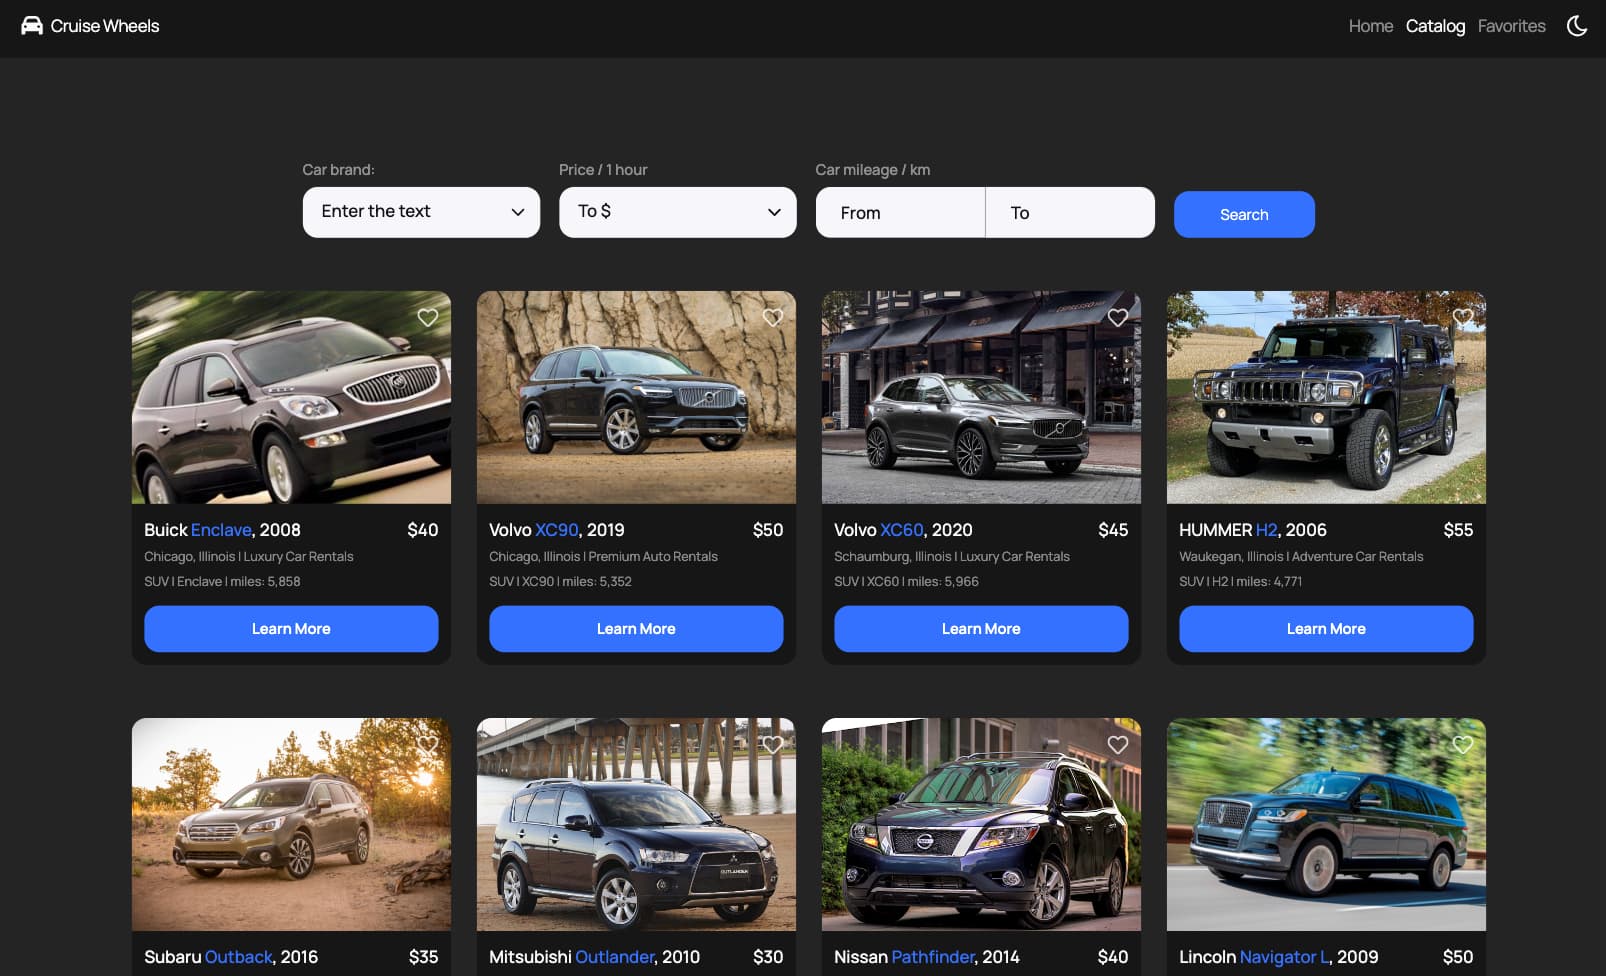 Cruise Wheels
Home Catalog Favorites
Car brand:
Enter the text
Price / 1 hour
To $
Car mileage / km
From
To
Search
Buick Enclave, 2008 $40
Chicago, Illinois | Luxury Car Rentals
SUV | Enclave | miles: 5,858
Learn More
ESPRESSO
Volvo XC90, 2019 $50
Chicago, Illinois | Premium Auto Rentals
SUV | XC90 | miles: 5,352
Learn More
Volvo XC60, 2020 $45
Schaumburg, Illinois | Luxury Car Rentals
SUV | XC60 | miles: 5,966
Learn More
HUMMER H2, 2006 $55
Waukegan, Illinois | Adventure Car Rentals
SUV | H2 | miles: 4,771
Learn More
Subaru Outback, 2016 $35
OUTLANDER
Mitsubishi Outlander, 2010 $30
Nissan Pathfinder, 2014 $40
Lincoln Navigator L, 2009 $50